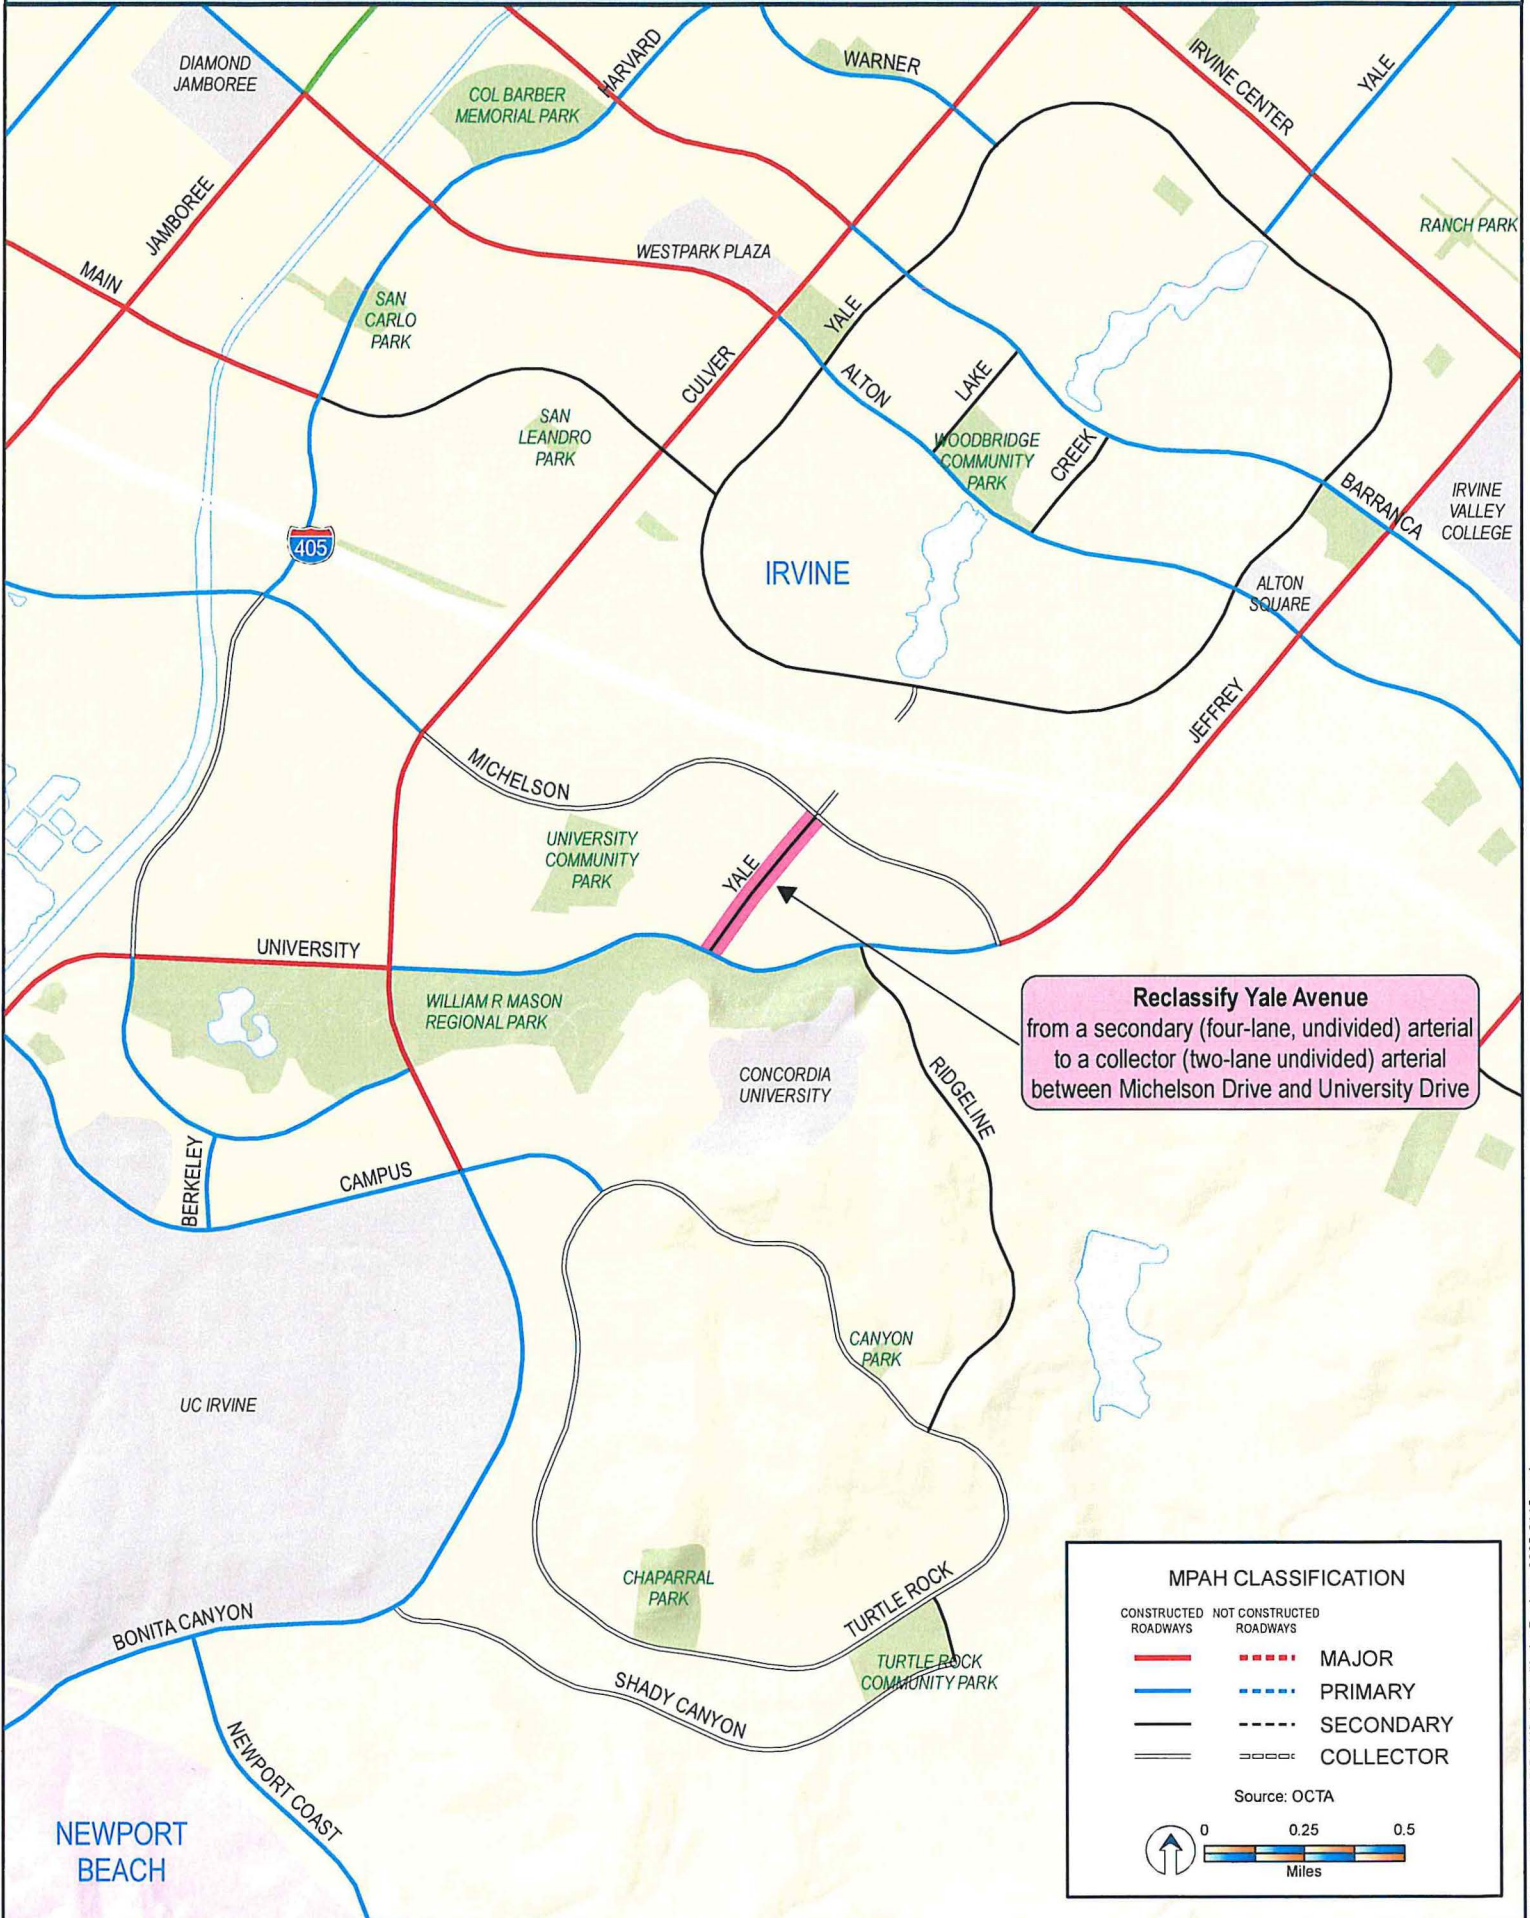 DIAMOND
JAMBOREE
COL BARBER
MEMORIAL PARK
HARVARD
WARNER
IRVINE CENTER
YALE
JAMBOREE
MAIN
WESTPARK PLAZA
RANCH PARK
SAN
CARLO
PARK
YALE
CULVER
ALTON
LAKE
SAN
LEANDRO
PARK
WOODBRIDGE
COMMUNITY
PARK
CREEK
BARRANCA
IRVINE
VALLEY
COLLEGE
405
IRVINE
ALTON
SQUARE
JEFFREY
MICHELSON
UNIVERSITY
COMMUNITY
PARK
YALE
UNIVERSITY
WILLIAM R MASON
REGIONAL PARK
CONCORDIA
UNIVERSITY
RIDGELINE
Reclassify Yale Avenue
from a secondary (four-lane, undivided) arterial
to a collector (two-lane undivided) arterial
between Michelson Drive and University Drive
BERKELEY
CAMPUS
CANYON
PARK
UC IRVINE
CHAPARRAL
PARK
TURTLE ROCK
BONITA CANYON
TURTLE ROCK
COMMUNITY PARK
SHADY CANYON
NEWPORT COAST
NEWPORT
BEACH
MPAH CLASSIFICATION
CONSTRUCTED
ROADWAYS
NOT CONSTRUCTED
ROADWAYS
MAJOR
PRIMARY
SECONDARY
COLLECTOR
Source: OCTA
0 0.25 0.5
Miles